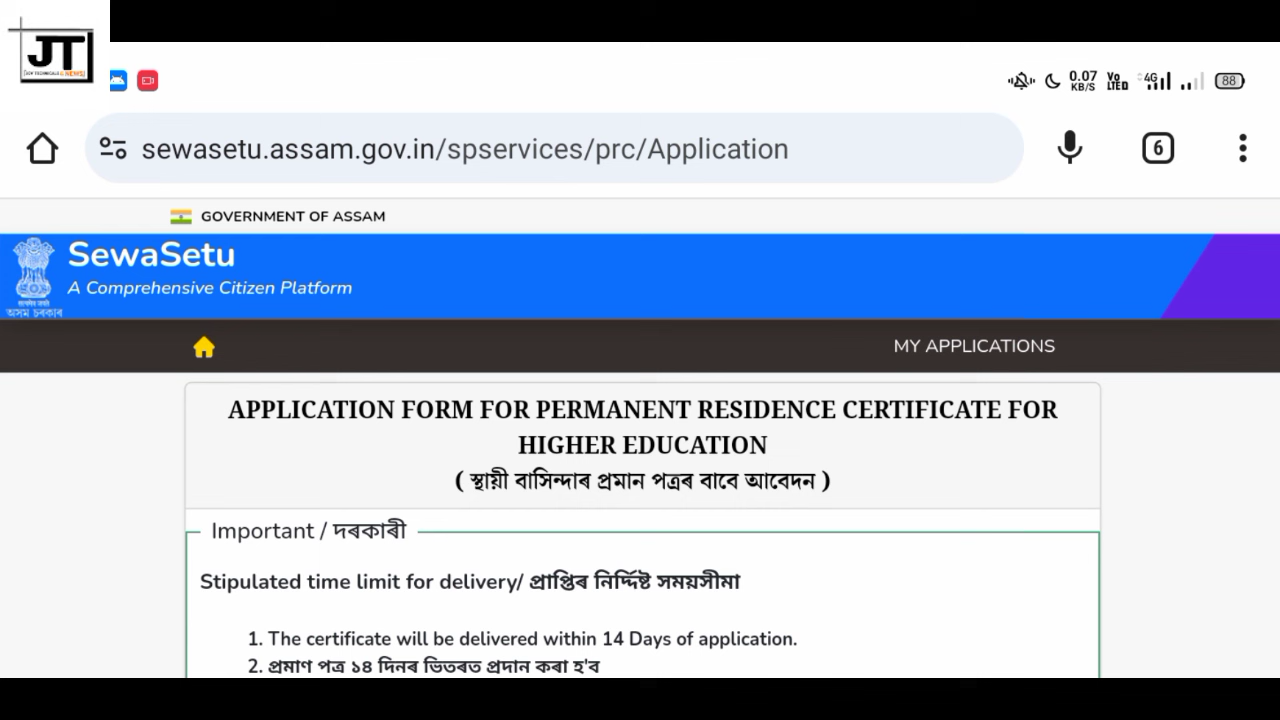 JT
0.07
KB/S
Vo
LTE
4G
88
sewasetu.assam.gov.in/spservices/prc/Application
6
GOVERNMENT OF ASSAM
SewaSetu
A Comprehensive Citizen Platform
অসম চৰকাৰ
MY APPLICATIONS
APPLICATION FORM FOR PERMANENT RESIDENCE CERTIFICATE FOR
HIGHER EDUCATION
( স্থায়ী বাসিন্দাৰ প্ৰমান পত্ৰৰ বাবে আবেদন )
Important / দৰকাৰী
Stipulated time limit for delivery/ প্ৰাপ্তিৰ নিৰ্দ্দিষ্ট সময়সীমা
1. The certificate will be delivered within 14 Days of application.
2. প্ৰমাণ পত্ৰ ১৪ দিনৰ ভিতৰত প্ৰদান কৰা হ'ব